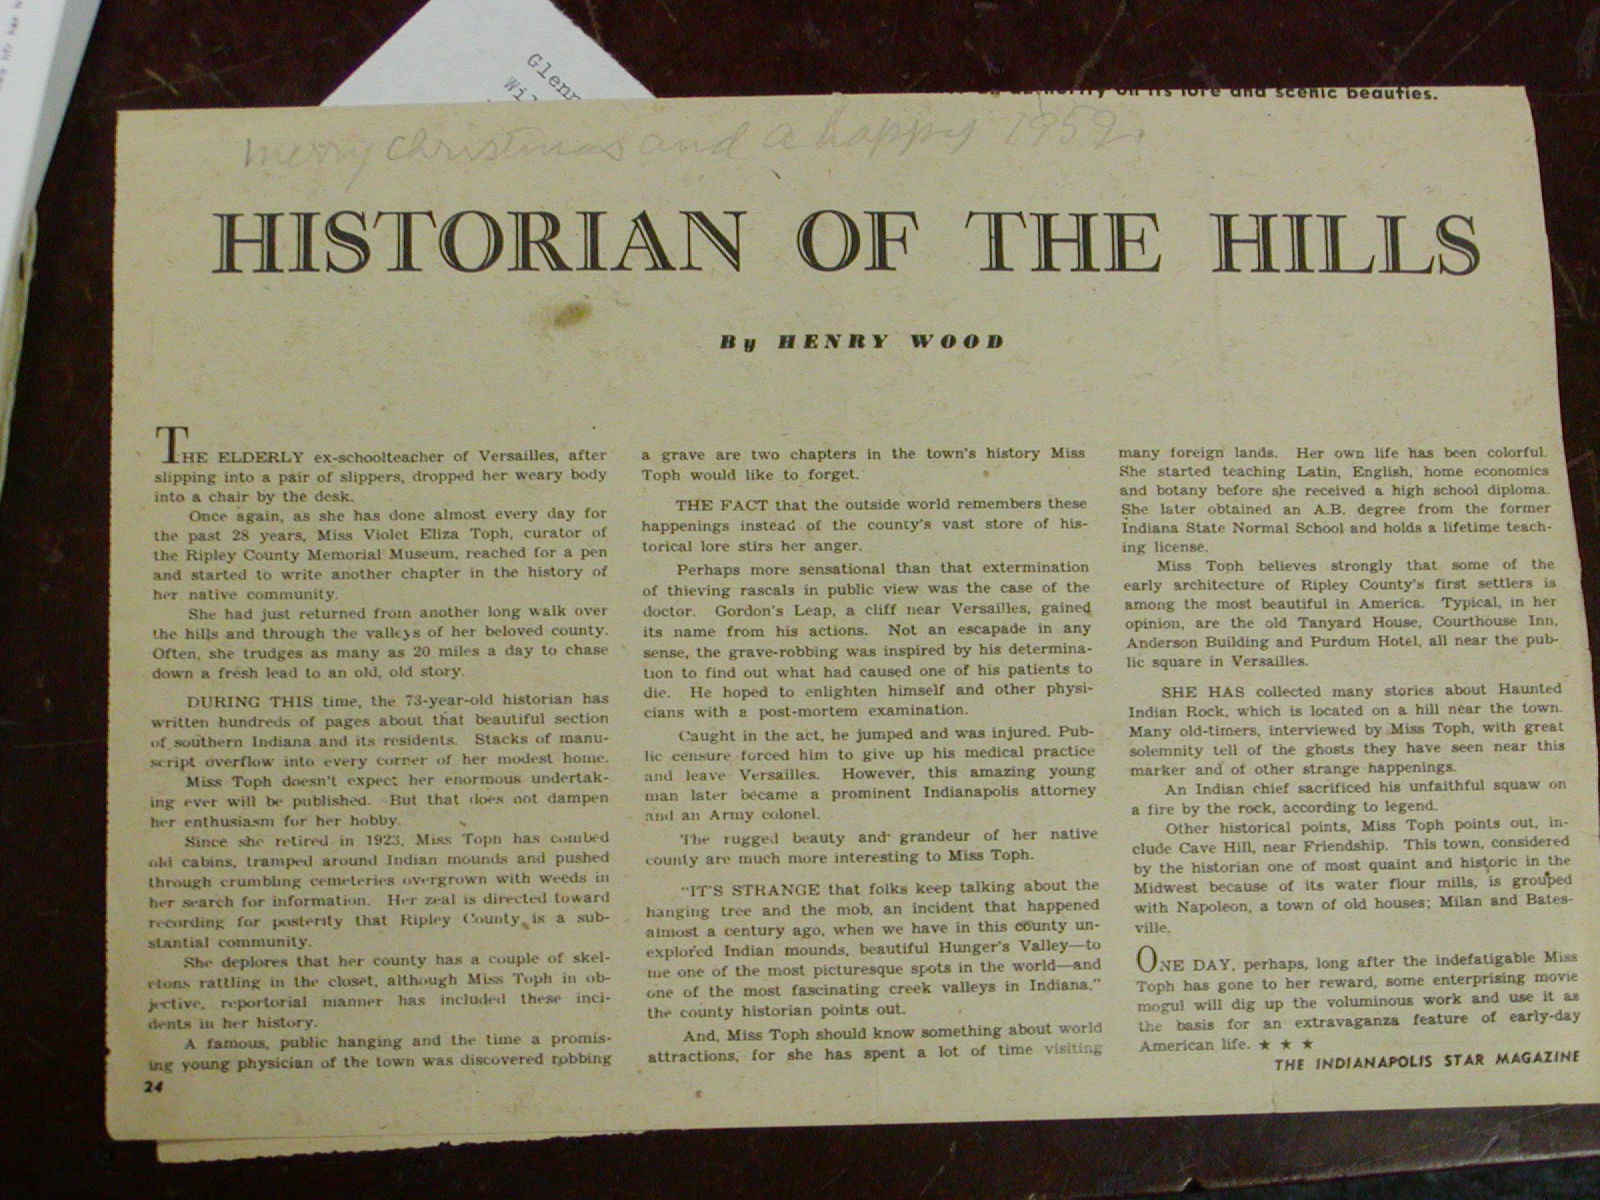 Glenn
authority on its lore and scenic beauties.
merry christmas and a happy 1952.
HISTORIAN OF THE HILLS
By HENRY WOOD
THE ELDERLY ex-schoolteacher of Versailles, after
slipping into a pair of slippers, dropped her weary body
into a chair by the desk.
Once again, as she has done almost every day for
the past 28 years, Miss Violet Eliza Toph, curator of
the Ripley County Memorial Museum, reached for a pen
and started to write another chapter in the history of
her native community.
She had just returned from another long walk over
the hills and through the valleys of her beloved county.
Often, she trudges as many as 20 miles a day to chase
down a fresh lead to an old, old story.
DURING THIS time, the 73-year-old historian has
written hundreds of pages about that beautiful section
of southern Indiana and its residents. Stacks of manu-
script overflow into every corner of her modest home.
Miss Toph doesn't expect her enormous undertak-
ing ever will be published. But that does not dampen
her enthusiasm for her hobby.
Since she retired in 1923, Miss Toph has combed
old cabins, tramped around Indian mounds and pushed
through crumbling cemeteries overgrown with weeds in
her search for information. Her zeal is directed toward
recording for posterity that Ripley County is a sub-
stantial community.
She deplores that her county has a couple of skel-
etons rattling in the closet, although Miss Toph in ob-
jective, reportorial manner has included these inci-
dents in her history.
A famous, public hanging and the time a promis-
ing young physician of the town was discovered robbing
24
a grave are two chapters in the town's history Miss
Toph would like to forget.
THE FACT that the outside world remembers these
happenings instead of the county's vast store of his-
torical lore stirs her anger.
Perhaps more sensational than that extermination
of thieving rascals in public view was the case of the
doctor. Gordon's Leap, a cliff near Versailles, gained
its name from his actions. Not an escapade in any
sense, the grave-robbing was inspired by his determina-
tion to find out what had caused one of his patients to
die. He hoped to enlighten himself and other physi-
cians with a post-mortem examination.
Caught in the act, he jumped and was injured. Pub-
lic censure forced him to give up his medical practice
and leave Versailles. However, this amazing young
man later became a prominent Indianapolis attorney
and an Army colonel.
The rugged beauty and grandeur of her native
county are much more interesting to Miss Toph.
"IT'S STRANGE that folks keep talking about the
hanging tree and the mob, an incident that happened
almost a century ago, when we have in this county un-
explored Indian mounds, beautiful Hunger's Valley—to
me one of the most picturesque spots in the world—and
one of the most fascinating creek valleys in Indiana,"
the county historian points out.
And, Miss Toph should know something about world
attractions, for she has spent a lot of time visiting
many foreign lands. Her own life has been colorful.
She started teaching Latin, English, home economics
and botany before she received a high school diploma.
She later obtained an A.B. degree from the former
Indiana State Normal School and holds a lifetime teach-
ing license.
Miss Toph believes strongly that some of the
early architecture of Ripley County's first settlers is
among the most beautiful in America. Typical, in her
opinion, are the old Tanyard House, Courthouse Inn,
Anderson Building and Purdum Hotel, all near the pub-
lic square in Versailles.
SHE HAS collected many stories about Haunted
Indian Rock, which is located on a hill near the town.
Many old-timers, interviewed by Miss Toph, with great
solemnity tell of the ghosts they have seen near this
marker and of other strange happenings.
An Indian chief sacrificed his unfaithful squaw on
a fire by the rock, according to legend.
Other historical points, Miss Toph points out, in-
clude Cave Hill, near Friendship. This town, considered
by the historian one of most quaint and historic in the
Midwest because of its water flour mills, is grouped
with Napoleon, a town of old houses; Milan and Bates-
ville.
ONE DAY, perhaps, long after the indefatigable Miss
Toph has gone to her reward, some enterprising movie
mogul will dig up the voluminous work and use it as
the basis for an extravaganza feature of early-day
American life. ★ ★ ★
THE INDIANAPOLIS STAR MAGAZINE